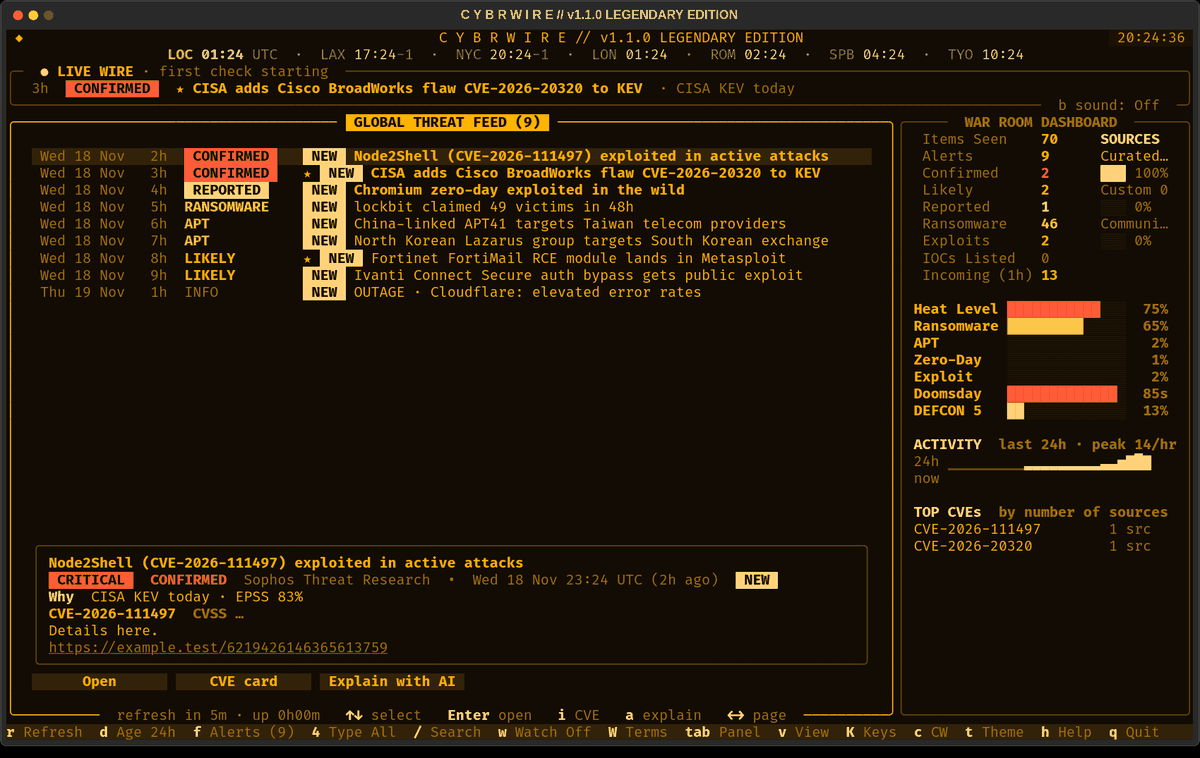 C Y B R W I R E // v1.1.0 LEGENDARY EDITION
◆ C Y B R W I R E // v1.1.0 LEGENDARY EDITION 20:24:36
LOC 01:24 UTC · LAX 17:24-1 · NYC 20:24-1 · LON 01:24 · ROM 02:24 · SPB 04:24 · TYO 10:24
● LIVE WIRE · first check starting
3h CONFIRMED ★ CISA adds Cisco BroadWorks flaw CVE-2026-20320 to KEV · CISA KEV today
b sound: Off
GLOBAL THREAT FEED (9)
Wed 18 Nov 2h CONFIRMED NEW Node2Shell (CVE-2026-111497) exploited in active attacks
Wed 18 Nov 3h CONFIRMED ★ NEW CISA adds Cisco BroadWorks flaw CVE-2026-20320 to KEV
Wed 18 Nov 4h REPORTED NEW Chromium zero-day exploited in the wild
Wed 18 Nov 5h RANSOMWARE NEW lockbit claimed 49 victims in 48h
Wed 18 Nov 6h APT NEW China-linked APT41 targets Taiwan telecom providers
Wed 18 Nov 7h APT NEW North Korean Lazarus group targets South Korean exchange
Wed 18 Nov 8h LIKELY ★ NEW Fortinet FortiMail RCE module lands in Metasploit
Wed 18 Nov 9h LIKELY NEW Ivanti Connect Secure auth bypass gets public exploit
Thu 19 Nov 1h INFO NEW OUTAGE · Cloudflare: elevated error rates
Node2Shell (CVE-2026-111497) exploited in active attacks
CRITICAL CONFIRMED Sophos Threat Research • Wed 18 Nov 23:24 UTC (2h ago) NEW
Why CISA KEV today · EPSS 83%
CVE-2026-111497 CVSS …
Details here.
https://example.test/6219426146365613759
Open CVE card Explain with AI
refresh in 5m · up 0h00m ↑↓ select Enter open i CVE a explain ↔ page
WAR ROOM DASHBOARD
Items Seen 70 SOURCES
Alerts 9 Curated…
Confirmed 2 100%
Likely 2 Custom 0
Reported 1 0%
Ransomware 46 Communi…
Exploits 2 0%
IOCs Listed 0
Incoming (1h) 13
Heat Level 75%
Ransomware 65%
APT 2%
Zero-Day 1%
Exploit 2%
Doomsday 85s
DEFCON 5 13%
ACTIVITY last 24h · peak 14/hr
24h
now
TOP CVEs by number of sources
CVE-2026-111497 1 src
CVE-2026-20320 1 src
r Refresh d Age 24h f Alerts (9) 4 Type All / Search w Watch Off W Terms tab Panel v View K Keys c CW t Theme h Help q Quit